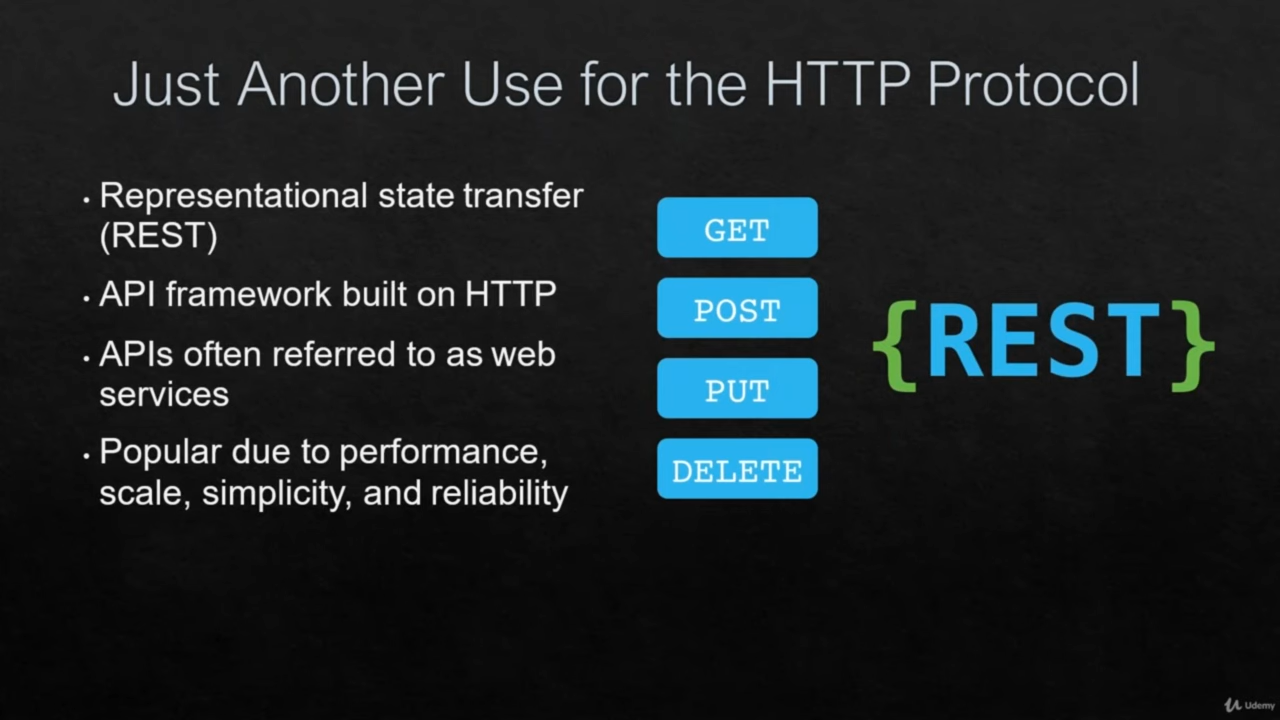 Just Another Use for the HTTP Protocol
• Representational state transfer
(REST)
• API framework built on HTTP
• APIs often referred to as web
services
• Popular due to performance,
scale, simplicity, and reliability
GET
POST
PUT
DELETE
{REST}
Udemy